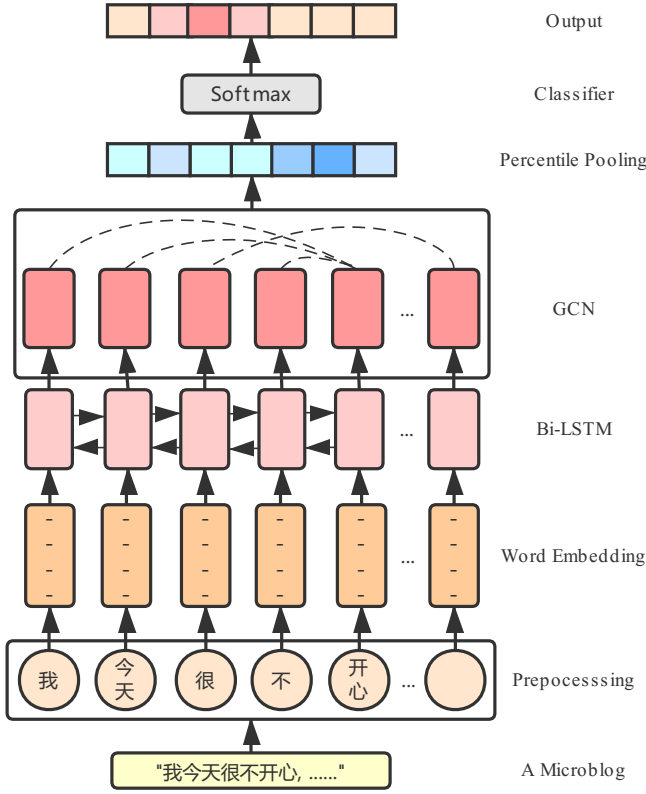 Output
Softmax
Classifier
Percentile Pooling
GCN
...
Bi-LSTM
...
- - - - - -
- - - - - -
Word Embedding
...
- - - - - -
- - - - - -
我 今天 很 不 开心 ...
Prepocesssing
"我今天很不开心, ......"
A Microblog